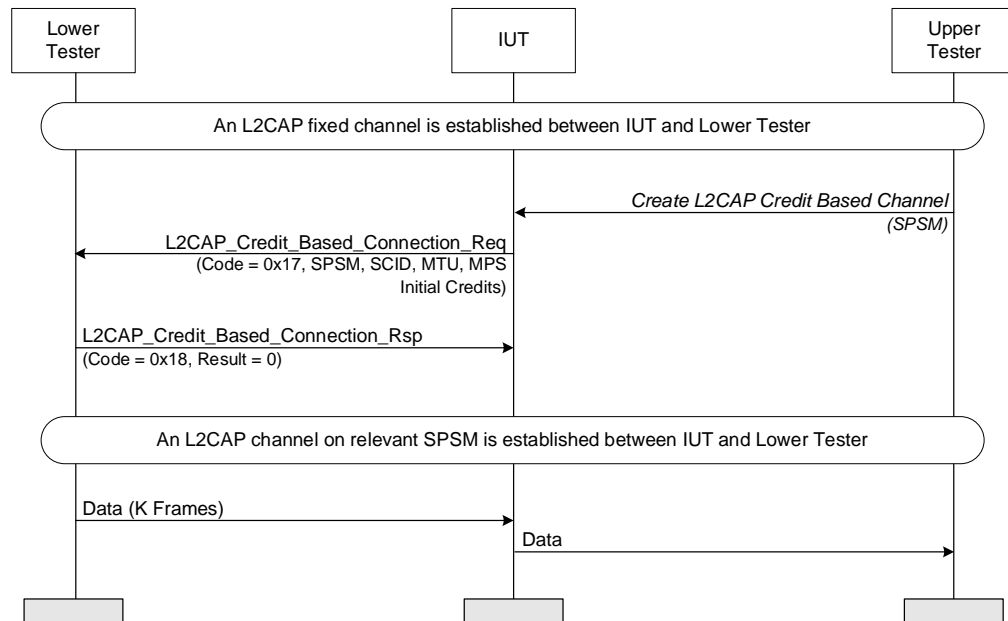 Lower
Tester
IUT
Upper
Tester
An L2CAP fixed channel is established between IUT and Lower Tester
Create L2CAP Credit Based Channel
(SPSM)
L2CAP_Credit_Based_Connection_Req
(Code = 0x17, SPSM, SCID, MTU, MPS
Initial Credits)
L2CAP_Credit_Based_Connection_Rsp
(Code = 0x18, Result = 0)
An L2CAP channel on relevant SPSM is established between IUT and Lower Tester
Data (K Frames)
Data